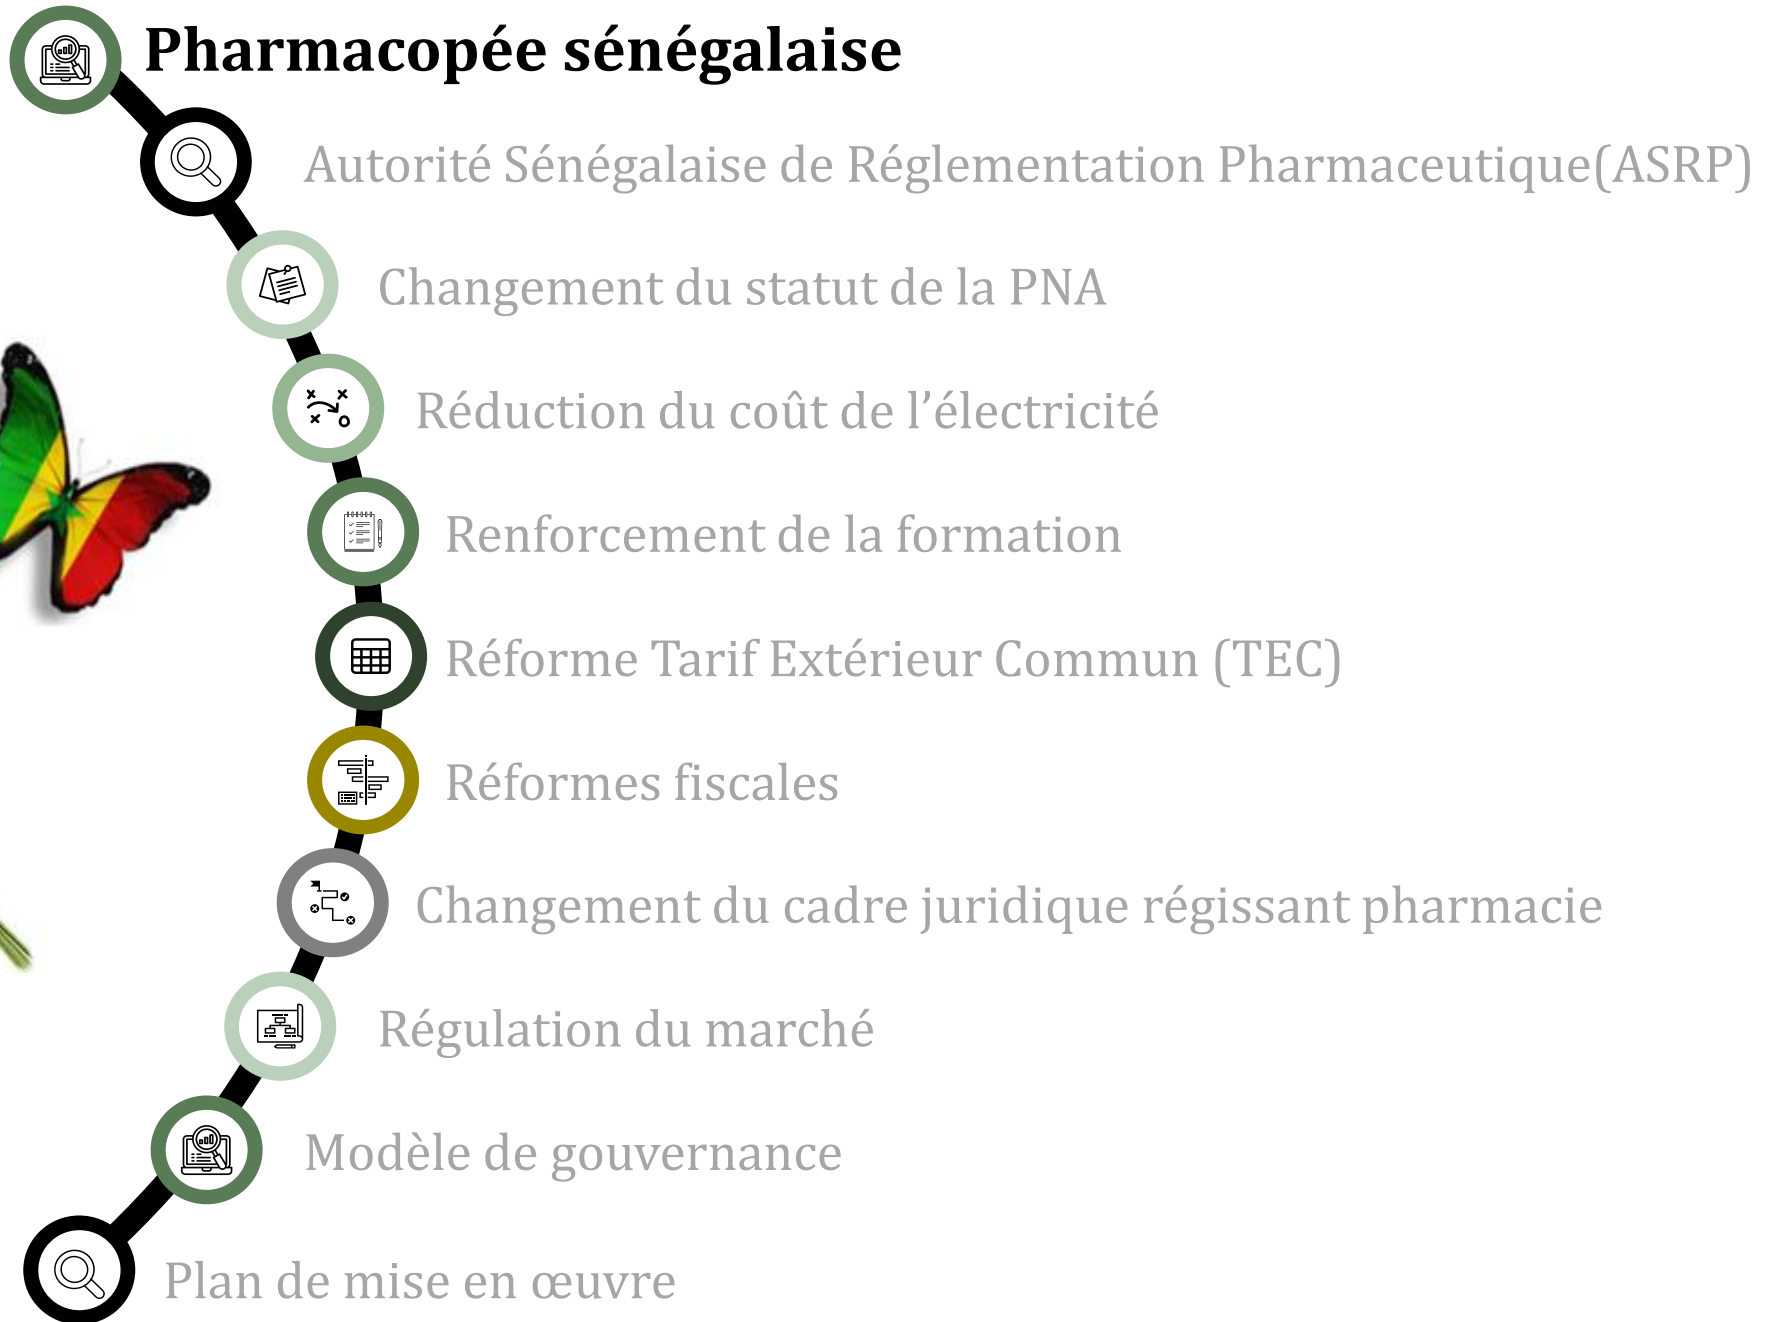 Pharmacopée sénégalaise
Autorité Sénégalaise de Réglementation Pharmaceutique(ASRP)
Changement du statut de la PNA
Réduction du coût de l’électricité
Renforcement de la formation
Réforme Tarif Extérieur Commun (TEC)
Réformes fiscales
Changement du cadre juridique régissant pharmacie
Régulation du marché
Modèle de gouvernance
Plan de mise en œuvre